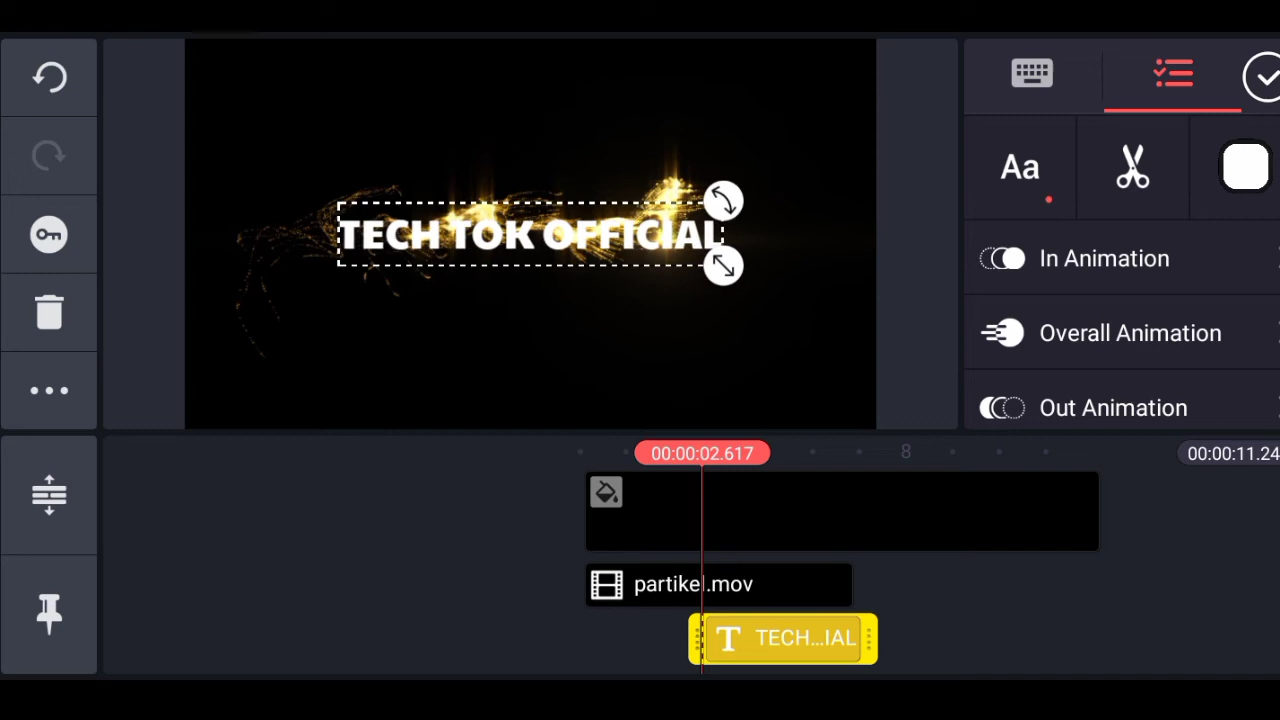 TECH TOK OFFICIAL
Aa
In Animation
Overall Animation
Out Animation
00:00:02.617
8
00:00:11.24
partikel.mov
T TECH...IAL